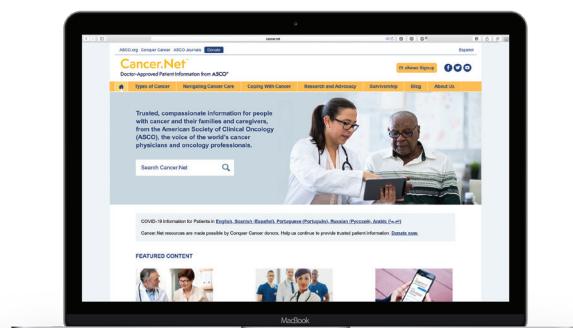 cancer.net
ASCO.org Conquer Cancer ASCO Journals Donate
Español
Cancer.Net
Doctor-Approved Patient Information from ASCO®
eNews Signup
Types of Cancer Navigating Cancer Care Coping With Cancer Research and Advocacy Survivorship Blog About Us
Trusted, compassionate information for people
with cancer and their families and caregivers,
from the American Society of Clinical Oncology
(ASCO), the voice of the world's cancer
physicians and oncology professionals.
Search Cancer.Net
COVID-19 Information for Patients in English, Spanish (Español), Portuguese (Português), Russian (Русский), Arabic (عربي)
Cancer.Net resources are made possible by Conquer Cancer donors. Help us continue to provide trusted patient information. Donate now.
FEATURED CONTENT
MacBook